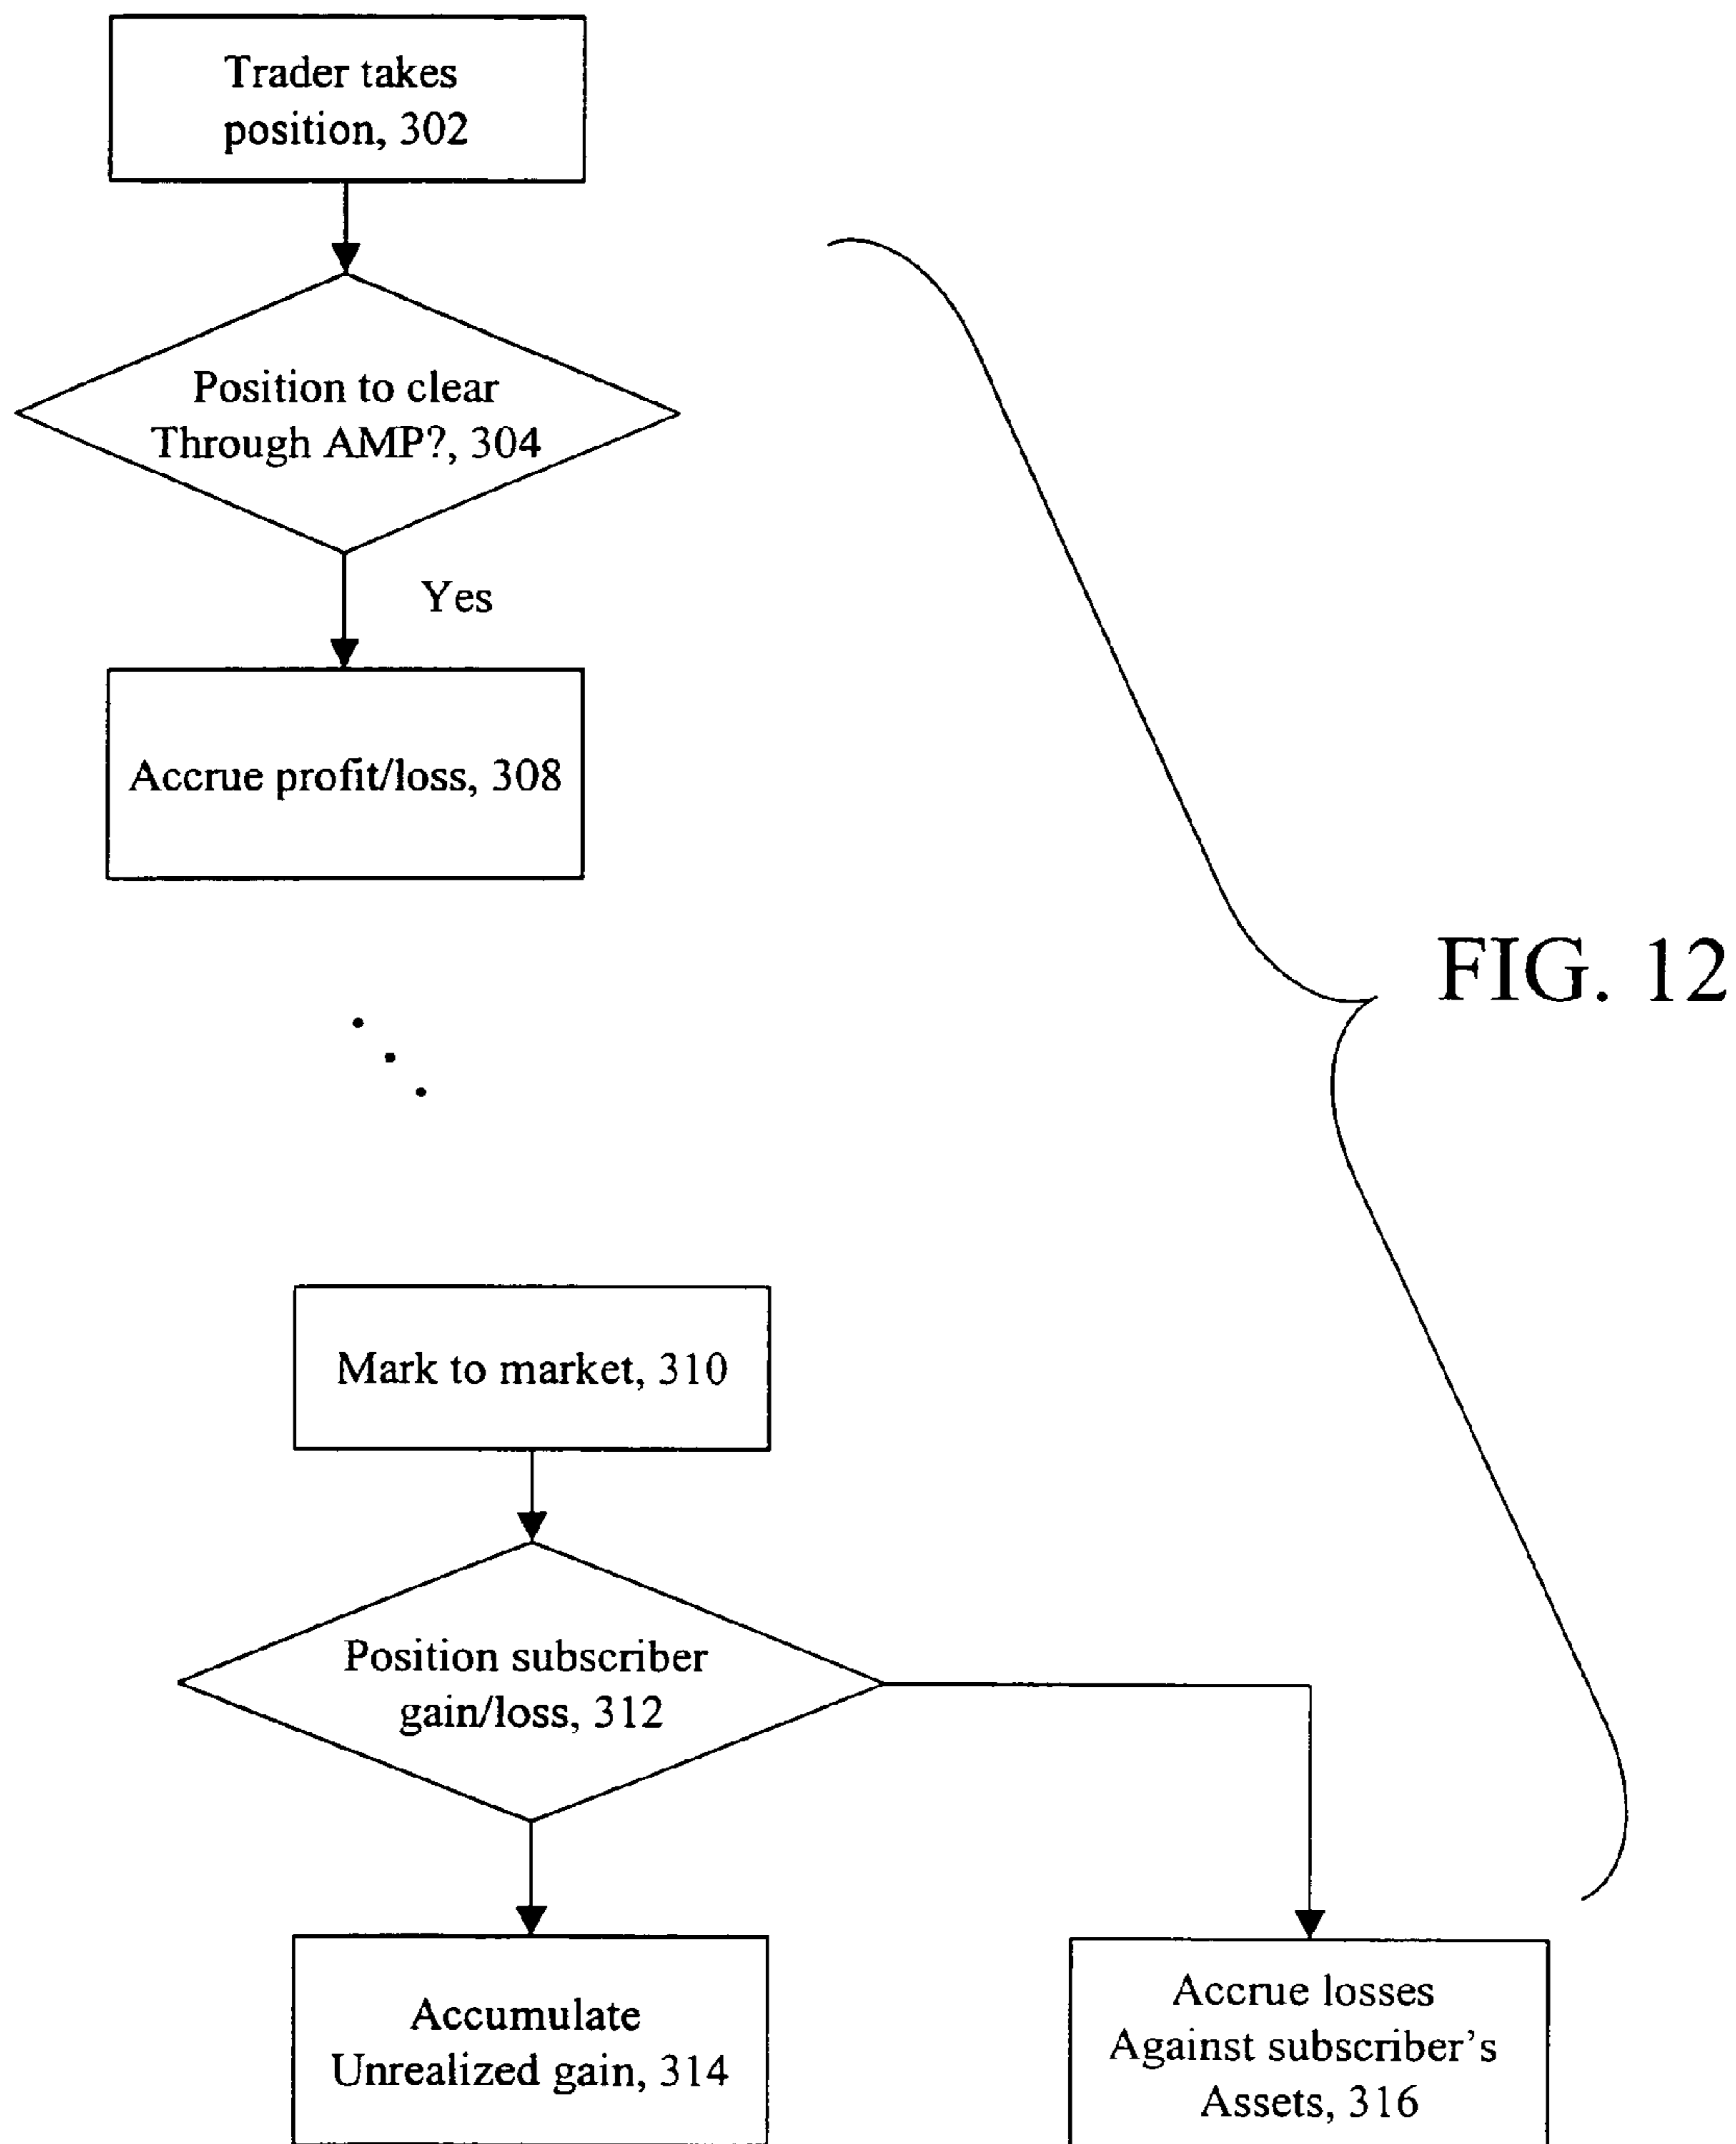 Trader takes
position, 302
Position to clear
Through AMP?, 304
Yes
Accrue profit/loss, 308
FIG. 12
Mark to market, 310
Position subscriber
gain/loss, 312
Accumulate
Unrealized gain, 314
Accrue losses
Against subscriber's
Assets, 316